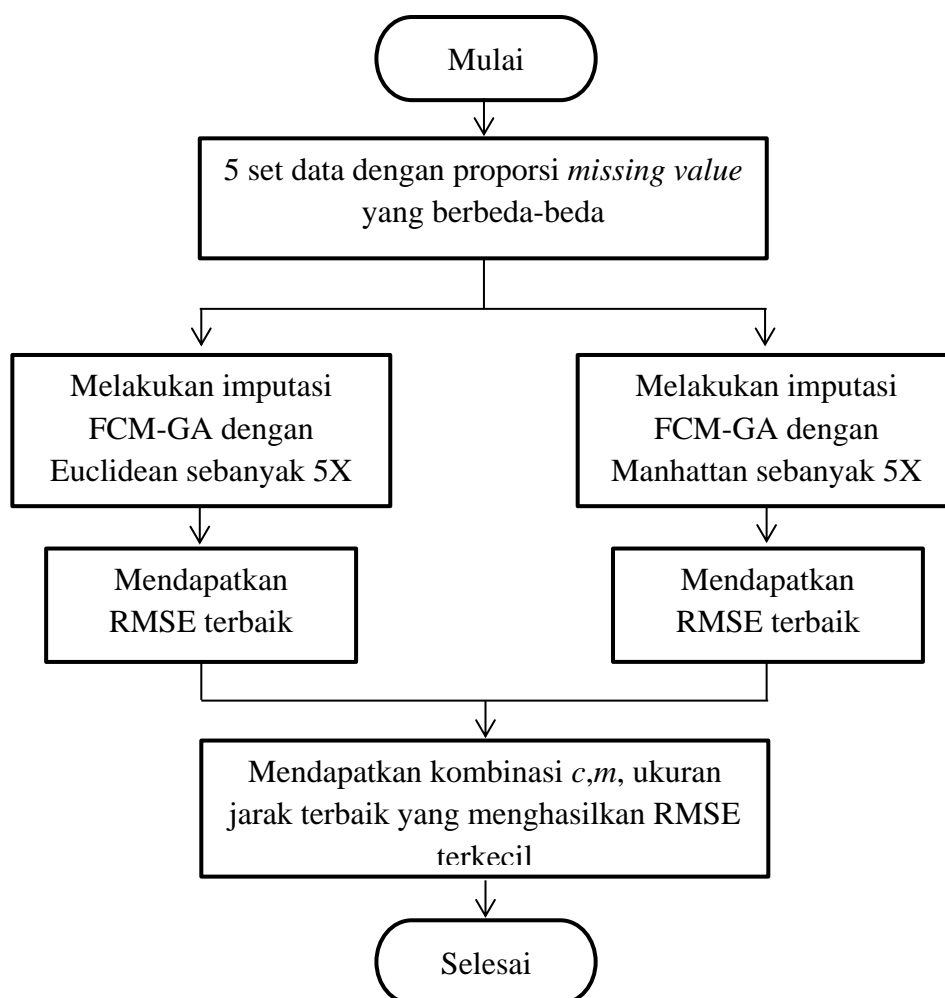 Mulai
5 set data dengan proporsi missing value
yang berbeda-beda
Melakukan imputasi
FCM-GA dengan
Euclidean sebanyak 5X
Melakukan imputasi
FCM-GA dengan
Manhattan sebanyak 5X
Mendapatkan
RMSE terbaik
Mendapatkan
RMSE terbaik
Mendapatkan kombinasi c,m, ukuran
jarak terbaik yang menghasilkan RMSE
terkecil
Selesai